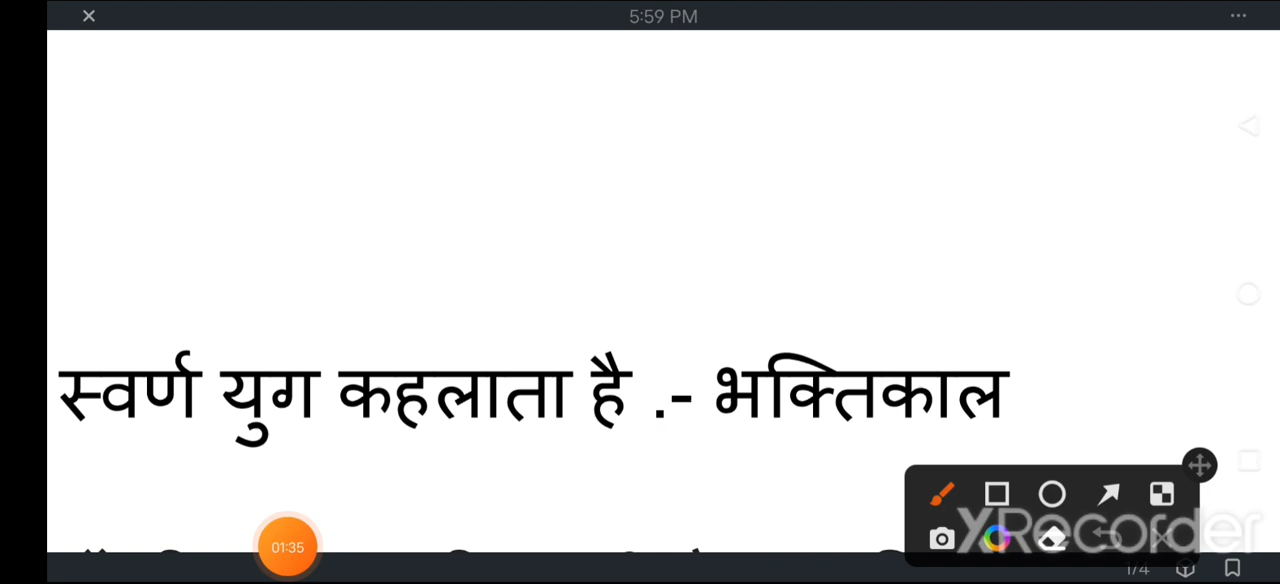 5:59 PM
स्वर्ण युग कहलाता है .- भक्तिकाल
01:35
XRecorder
1/4